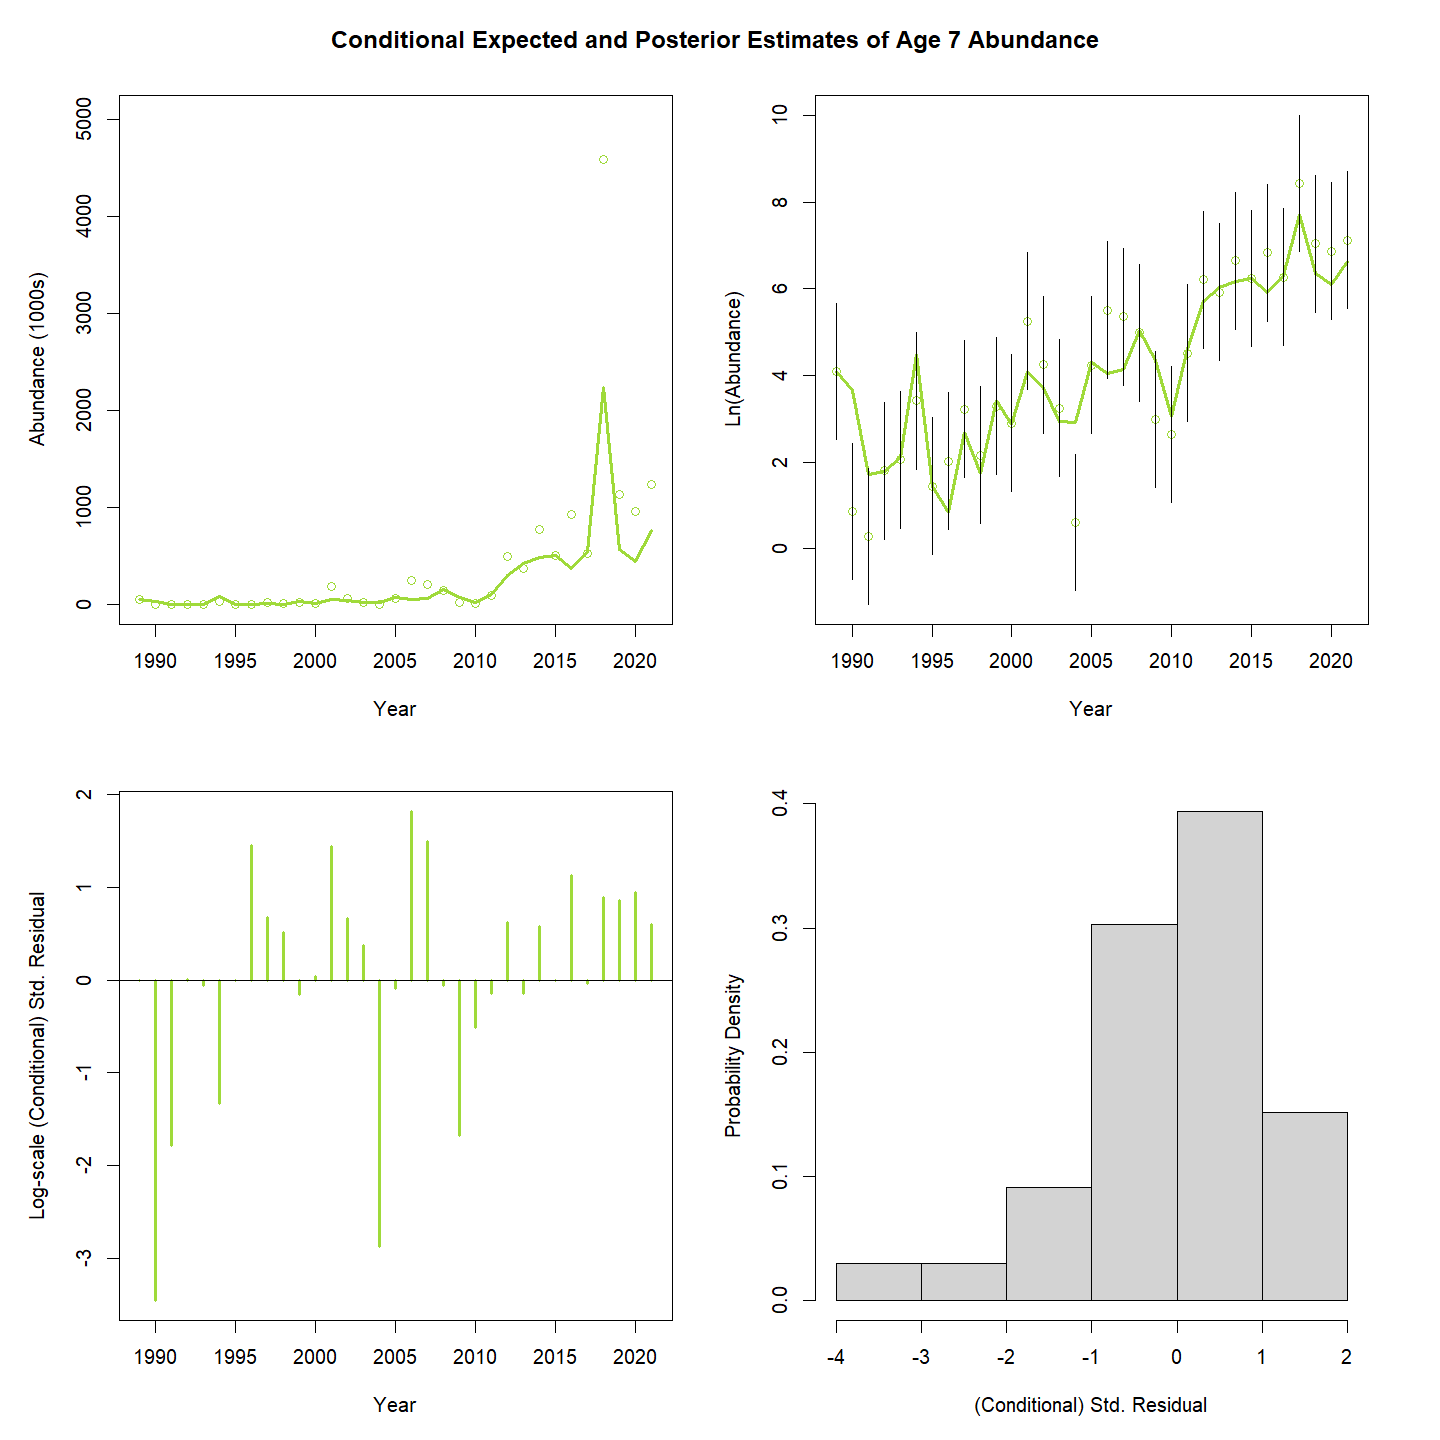 Conditional Expected and Posterior Estimates of Age 7 Abundance
Abundance (1000s)
5000
4000
3000
2000
1000
0
1990 1995 2000 2005 2010 2015 2020
Year
Ln(Abundance)
10
8
6
4
2
0
1990 1995 2000 2005 2010 2015 2020
Year
Log-scale (Conditional) Std. Residual
2
1
0
-1
-2
-3
1990 1995 2000 2005 2010 2015 2020
Year
Probability Density
0.4
0.3
0.2
0.1
0.0
-4 -3 -2 -1 0 1 2
(Conditional) Std. Residual